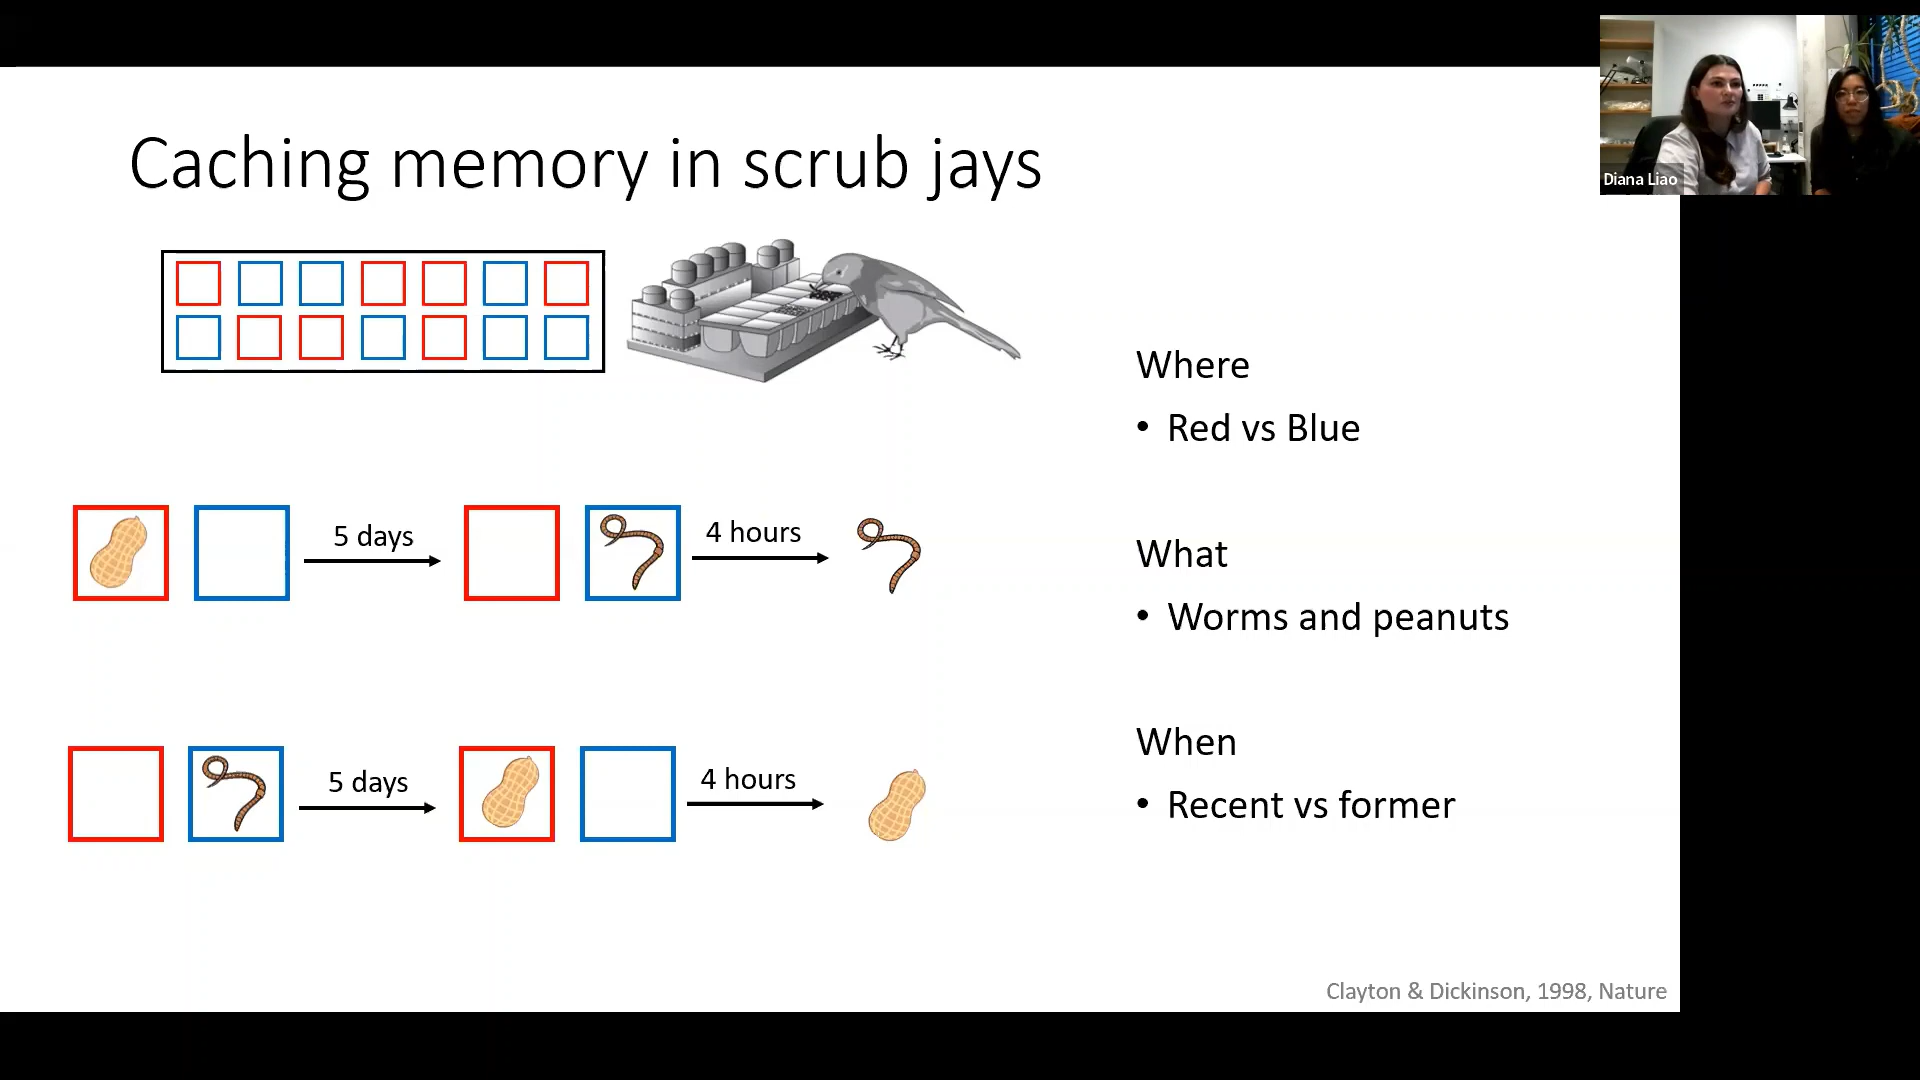 Caching memory in scrub jays
Diana Liao
Where
• Red vs Blue
5 days
4 hours
What
• Worms and peanuts
When
• Recent vs former
5 days
4 hours
Clayton & Dickinson, 1998, Nature